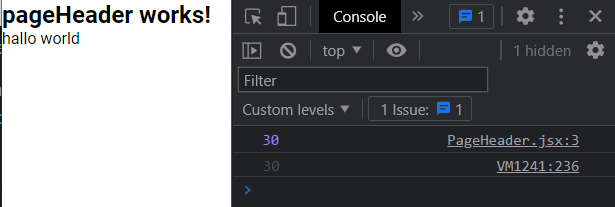 pageHeader works!
hallo world
Console
1
top
1 hidden
Filter
Custom levels
1 Issue: 1
30 PageHeader.jsx:3
30 VM1241:236